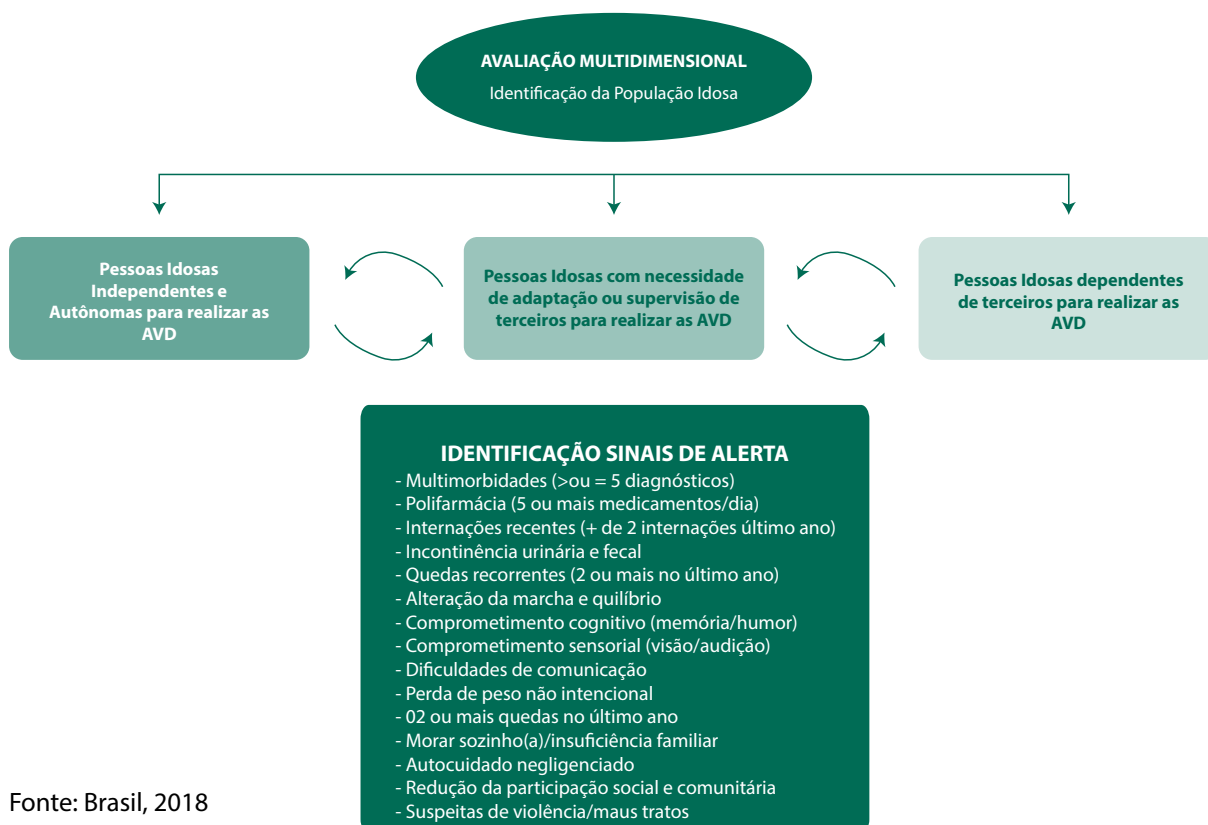 AVALIAÇÃO MULTIDIMENSIONAL
Identificação da População Idosa
Pessoas Idosas
Independentes e
Autônomas para realizar as
AVD
Pessoas Idosas com necessidade
de adaptação ou supervisão de
terceiros para realizar as AVD
Pessoas Idosas dependentes
de terceiros para realizar as
AVD
IDENTIFICAÇÃO SINAIS DE ALERTA
- Multimorbidades (>ou = 5 diagnósticos)
- Polifarmácia (5 ou mais medicamentos/dia)
- Internações recentes (+ de 2 internações último ano)
- Incontinência urinária e fecal
- Quedas recorrentes (2 ou mais no último ano)
- Alteração da marcha e quilíbrio
- Comprometimento cognitivo (memória/humor)
- Comprometimento sensorial (visão/audição)
- Dificuldades de comunicação
- Perda de peso não intencional
- 02 ou mais quedas no último ano
- Morar sozinho(a)/insuficiência familiar
- Autocuidado negligenciado
- Redução da participação social e comunitária
- Suspeitas de violência/maus tratos
Fonte: Brasil, 2018